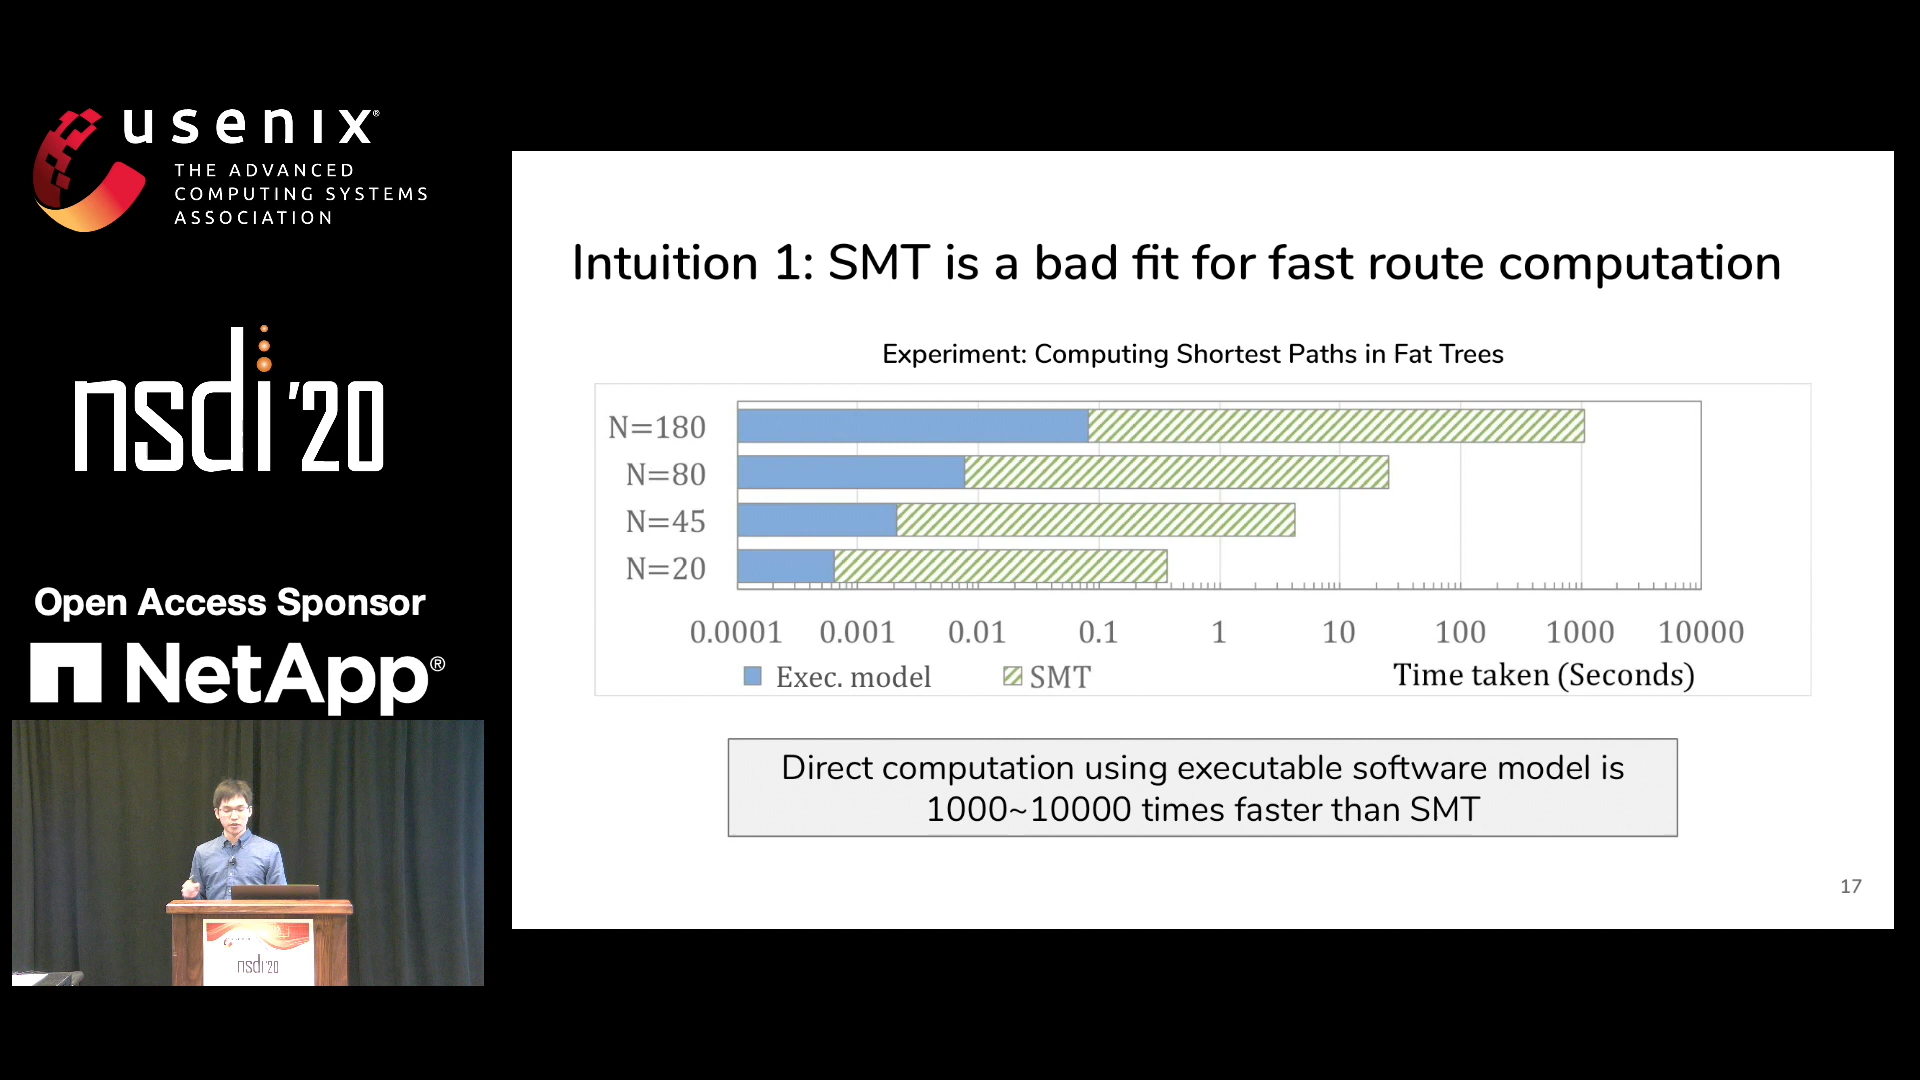 usenix®
THE ADVANCED
COMPUTING SYSTEMS
ASSOCIATION
nsdi '20
Open Access Sponsor
NetApp®
nsdi '20
Intuition 1: SMT is a bad fit for fast route computation
Experiment: Computing Shortest Paths in Fat Trees
N=180
N=80
N=45
N=20
0.0001 0.001 0.01 0.1 1 10 100 1000 10000
Exec. model SMT Time taken (Seconds)
Direct computation using executable software model is
1000~10000 times faster than SMT
17